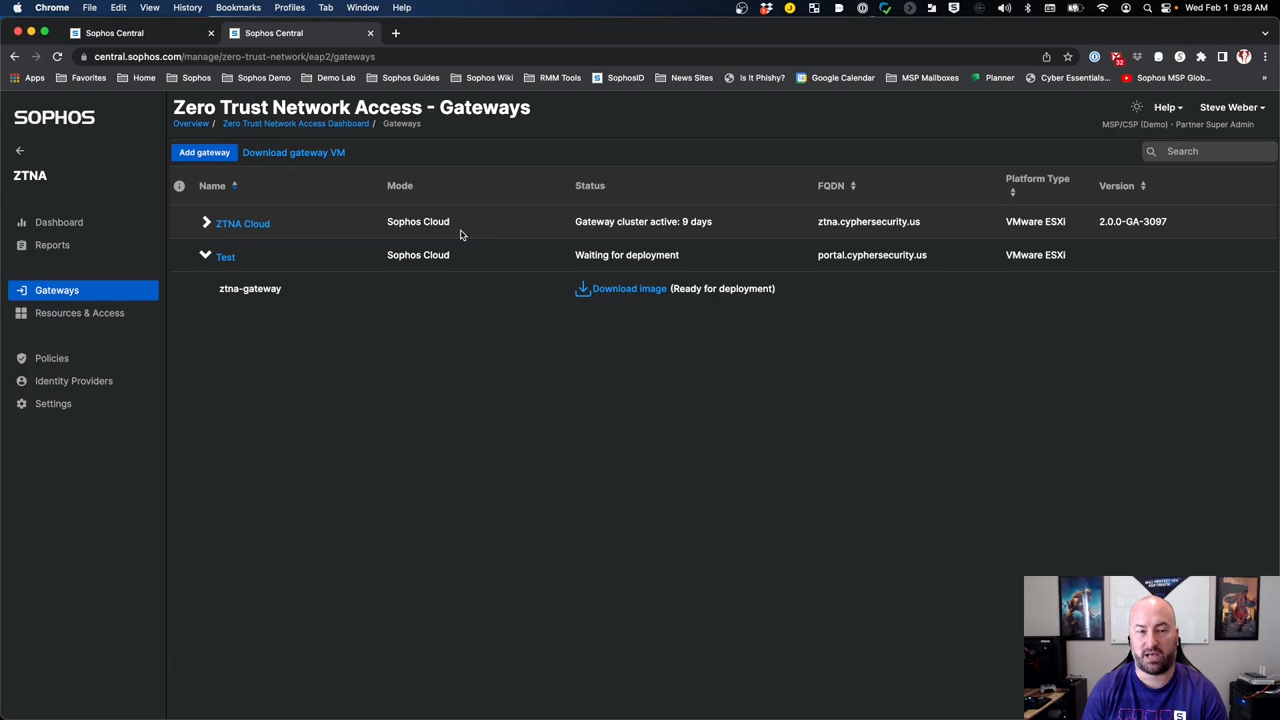 Chrome File Edit View History Bookmarks Profiles Tab Window Help Wed Feb 1 9:28 AM
Sophos Central Sophos Central
central.sophos.com/manage/zero-trust-network/eap2/gateways
Apps Favorites Home Sophos Sophos Demo Demo Lab Sophos Guides Sophos Wiki RMM Tools SophosID News Sites Is It Phishy? Google Calendar MSP Mailboxes Planner Cyber Essentials... Sophos MSP Glob... »
32
SOPHOS
ZTNA
Dashboard
Reports
Gateways
Resources & Access
Policies
Identity Providers
Settings
Zero Trust Network Access - Gateways
Overview / Zero Trust Network Access Dashboard / Gateways
Help Steve Weber
MSP/CSP (Demo) · Partner Super Admin
Add gateway Download gateway VM Search
Name Mode Status FQDN Platform Type Version
ZTNA Cloud Sophos Cloud Gateway cluster active: 9 days ztna.cyphersecurity.us VMware ESXi 2.0.0-GA-3097
Test Sophos Cloud Waiting for deployment portal.cyphersecurity.us VMware ESXi
ztna-gateway Download image (Ready for deployment)